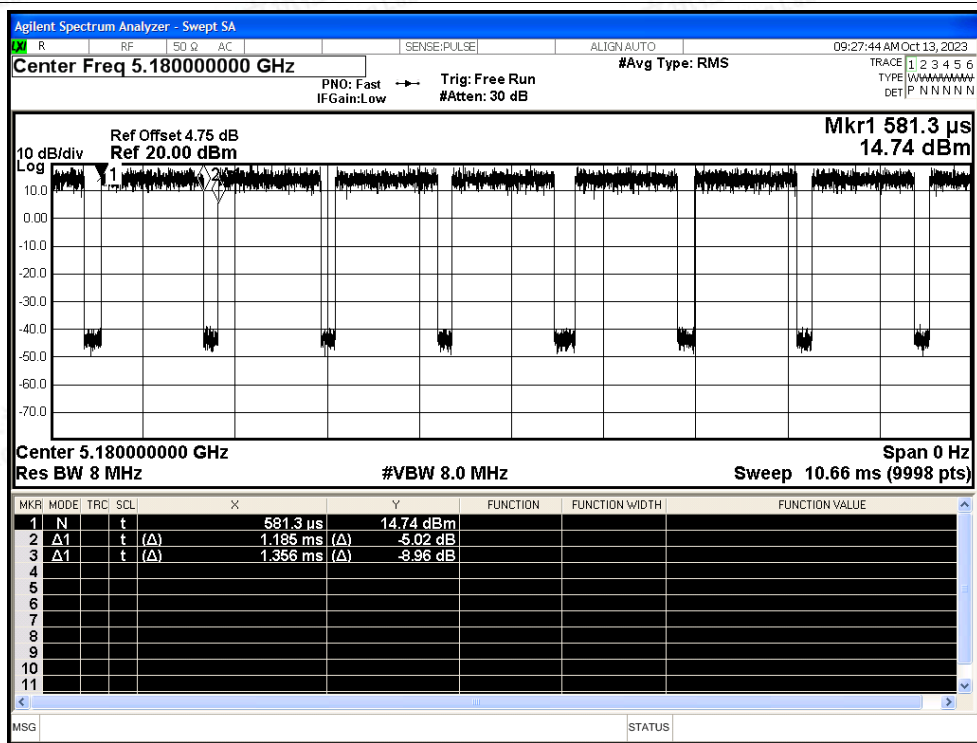 Agilent Spectrum Analyzer - Swept SA
LXI R RF 50 Ω AC SENSE:PULSE ALIGN AUTO 09:27:44 AM Oct 13, 2023
Center Freq 5.180000000 GHz
PNO: Fast
IFGain:Low
Trig: Free Run
#Atten: 30 dB
#Avg Type: RMS
TRACE 1 2 3 4 5 6
TYPE WWWWWW
DET P N N N N N
Mkr1 581.3 µs
14.74 dBm
Ref Offset 4.75 dB
10 dB/div Ref 20.00 dBm
Log
1
2Δ1
10.0
0.00
-10.0
-20.0
-30.0
-40.0
-50.0
-60.0
-70.0
Center 5.180000000 GHz Span 0 Hz
Res BW 8 MHz #VBW 8.0 MHz Sweep 10.66 ms (9998 pts)
MKR MODE TRC SCL X Y FUNCTION FUNCTION WIDTH FUNCTION VALUE
1 N t 581.3 µs 14.74 dBm
2 Δ1 t (Δ) 1.185 ms (Δ) -5.02 dB
3 Δ1 t (Δ) 1.356 ms (Δ) -8.96 dB
4
5
6
7
8
9
10
11
MSG STATUS